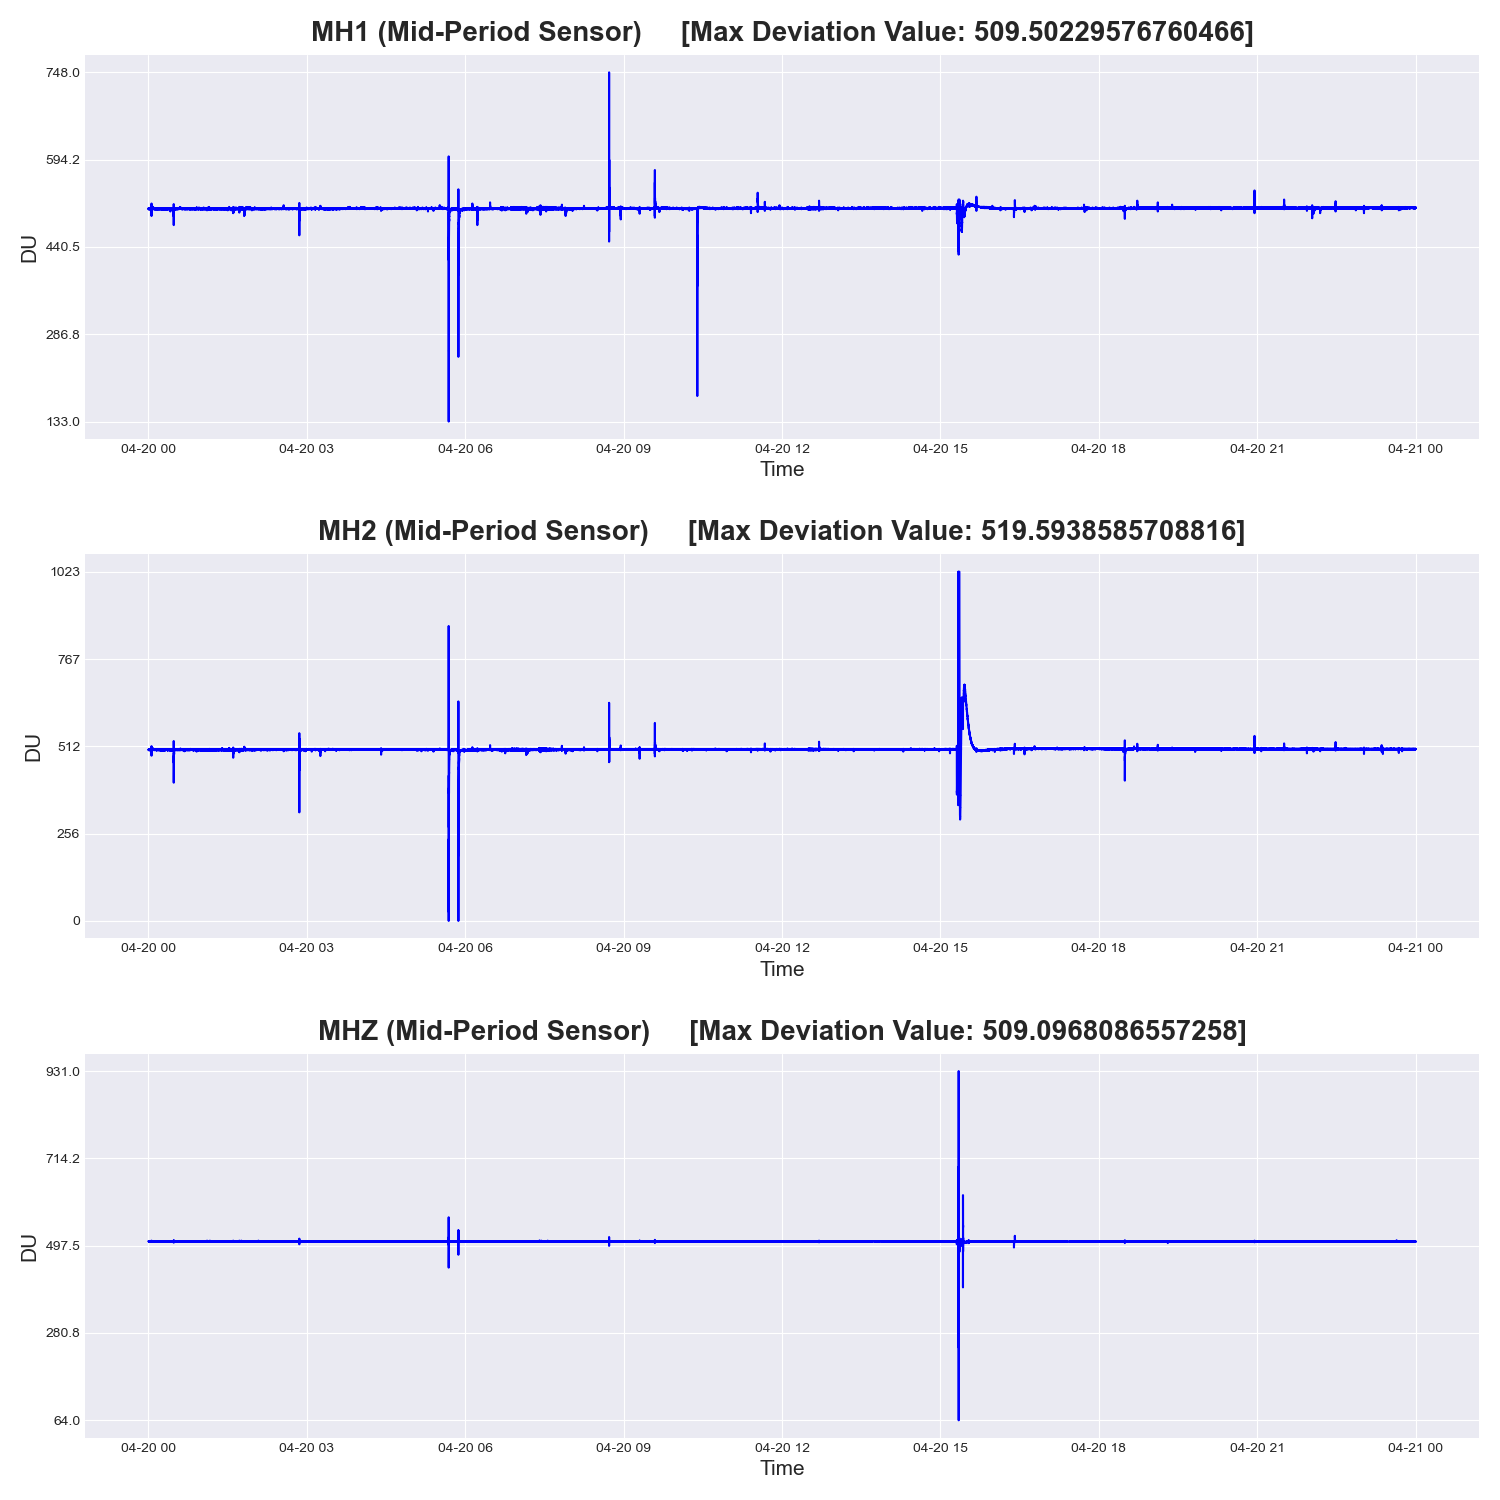 MH1 (Mid-Period Sensor) [Max Deviation Value: 509.50229576760466]
748.0
594.2
440.5
286.8
133.0
DU
04-20 00 04-20 03 04-20 06 04-20 09 04-20 12 04-20 15 04-20 18 04-20 21 04-21 00
Time
MH2 (Mid-Period Sensor) [Max Deviation Value: 519.5938585708816]
1023
767
512
256
0
DU
04-20 00 04-20 03 04-20 06 04-20 09 04-20 12 04-20 15 04-20 18 04-20 21 04-21 00
Time
MHZ (Mid-Period Sensor) [Max Deviation Value: 509.0968086557258]
931.0
714.2
497.5
280.8
64.0
DU
04-20 00 04-20 03 04-20 06 04-20 09 04-20 12 04-20 15 04-20 18 04-20 21 04-21 00
Time